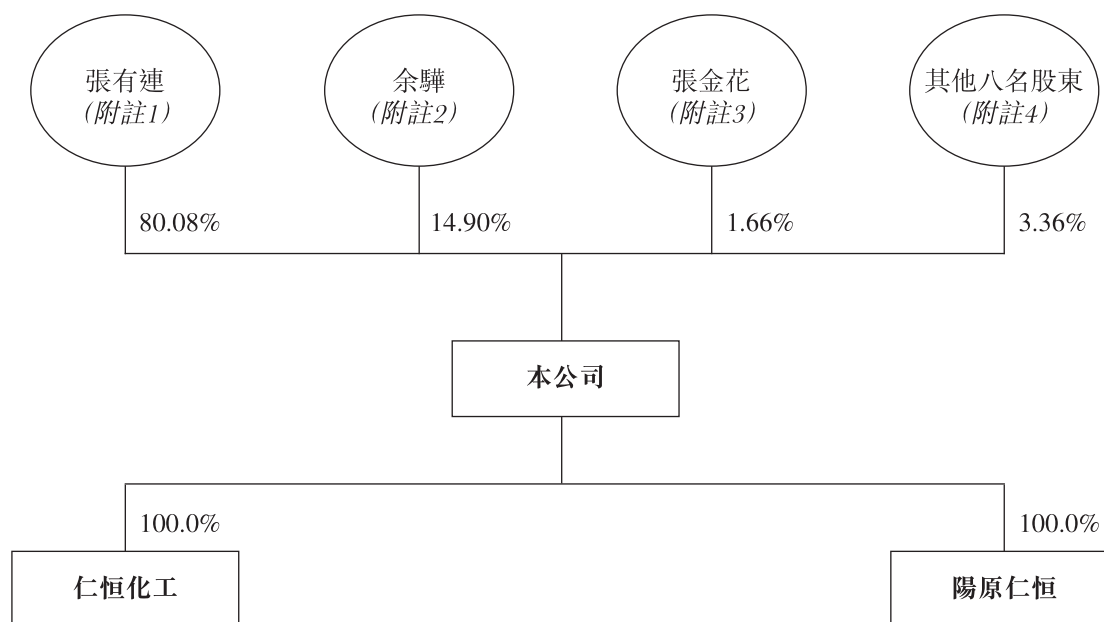 張有連
(附註1)
余驊
(附註2)
張金花
(附註3)
其他八名股東
(附註4)
80.08%
14.90%
1.66%
3.36%
本公司
100.0%
100.0%
仁恒化工
陽原仁恒